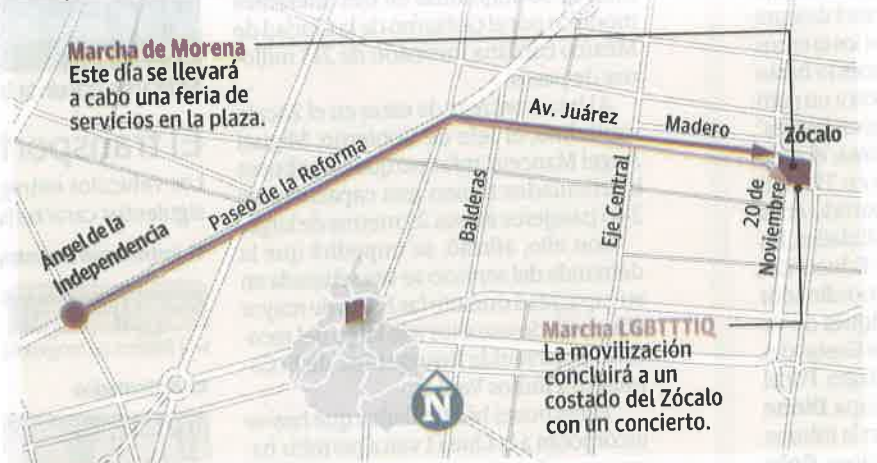 Marcha de Morena
Este día se llevará
a cabo una feria de
servicios en la plaza.
Av. Juárez
Madero
Zócalo
Paseo de la Reforma
Balderas
Eje Central
20 de
Noviembre
Ángel de la
Independencia
Marcha LGBTTTIQ
La movilización
concluirá a un
costado del Zócalo
con un concierto.
N